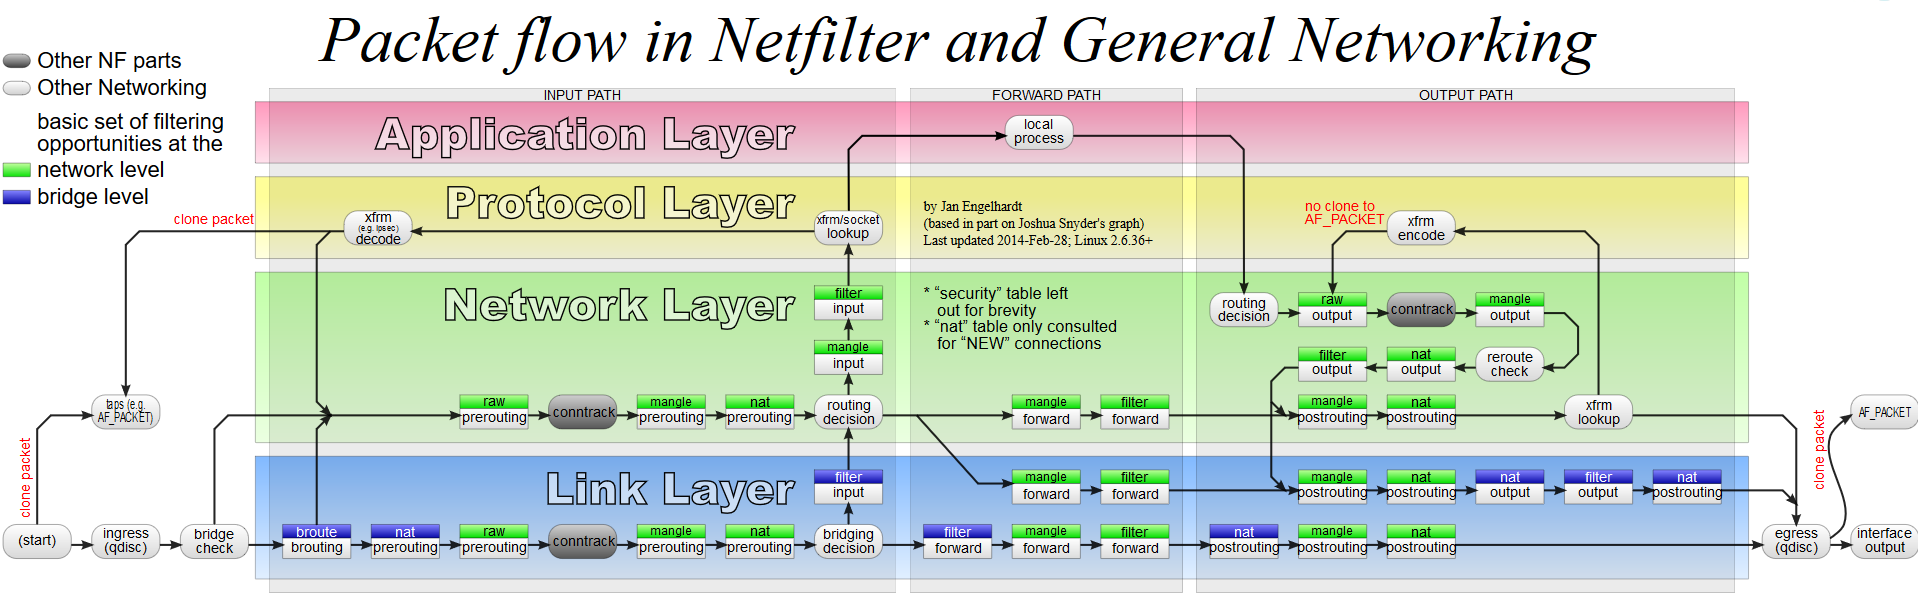 Packet flow in Netfilter and General Networking
Other NF parts
Other Networking
basic set of filtering
opportunities at the
network level
bridge level
INPUT PATH
FORWARD PATH
OUTPUT PATH
Application Layer
local
process
Protocol Layer
clone packet
xfrm
(e.g. ipsec)
decode
xfrm/socket
lookup
by Jan Engelhardt
(based in part on Joshua Snyder's graph)
Last updated 2014-Feb-28; Linux 2.6.36+
no clone to
AF_PACKET
xfrm
encode
Network Layer
filter
input
mangle
input
* “security” table left
out for brevity
* “nat” table only consulted
for “NEW” connections
routing
decision
raw
output
conntrack
mangle
output
filter
output
nat
output
reroute
check
taps (e.g.
AF_PACKET)
raw
prerouting
conntrack
mangle
prerouting
nat
prerouting
routing
decision
mangle
forward
filter
forward
mangle
postrouting
nat
postrouting
xfrm
lookup
AF_PACKET
clone packet
clone packet
Link Layer
filter
input
mangle
forward
filter
forward
mangle
postrouting
nat
postrouting
nat
output
filter
output
nat
postrouting
(start)
ingress
(qdisc)
bridge
check
broute
brouting
nat
prerouting
raw
prerouting
conntrack
mangle
prerouting
nat
prerouting
bridging
decision
filter
forward
mangle
forward
filter
forward
nat
postrouting
mangle
postrouting
nat
postrouting
egress
(qdisc)
interface
output